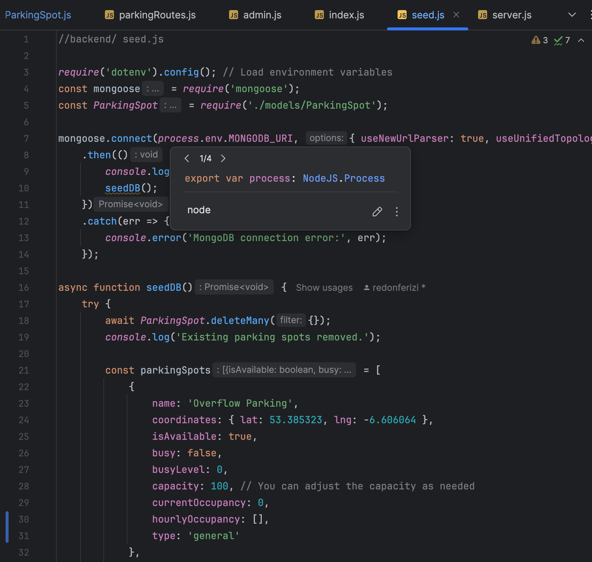 ParkingSpot.js JS parkingRoutes.js JS admin.js JS index.js JS seed.js JS server.js
3 7
1 //backend/ seed.js
2
3 require('dotenv').config(); // Load environment variables
4 const mongoose : ... = require('mongoose');
5 const ParkingSpot : ... = require('./models/ParkingSpot');
6
7 mongoose.connect(process.env.MONGODB_URI, options: { useNewUrlParser: true, useUnifiedTopolo
8 .then(() : void
9 console.log
10 seedDB();
11 }) Promise<void>
12 .catch(err => {
13 console.error('MongoDB connection error:', err);
14 });
15
16 async function seedDB() : Promise<void> { Show usages redonferizi *
17 try {
18 await ParkingSpot.deleteMany( filter: {});
19 console.log('Existing parking spots removed.');
20
21 const parkingSpots : [{isAvailable: boolean, busy: ... = [
22 {
23 name: 'Overflow Parking',
24 coordinates: { lat: 53.385323, lng: -6.606064 },
25 isAvailable: true,
26 busy: false,
27 busyLevel: 0,
28 capacity: 100, // You can adjust the capacity as needed
29 currentOccupancy: 0,
30 hourlyOccupancy: [],
31 type: 'general'
32 },
1/4
export var process: NodeJS.Process
node